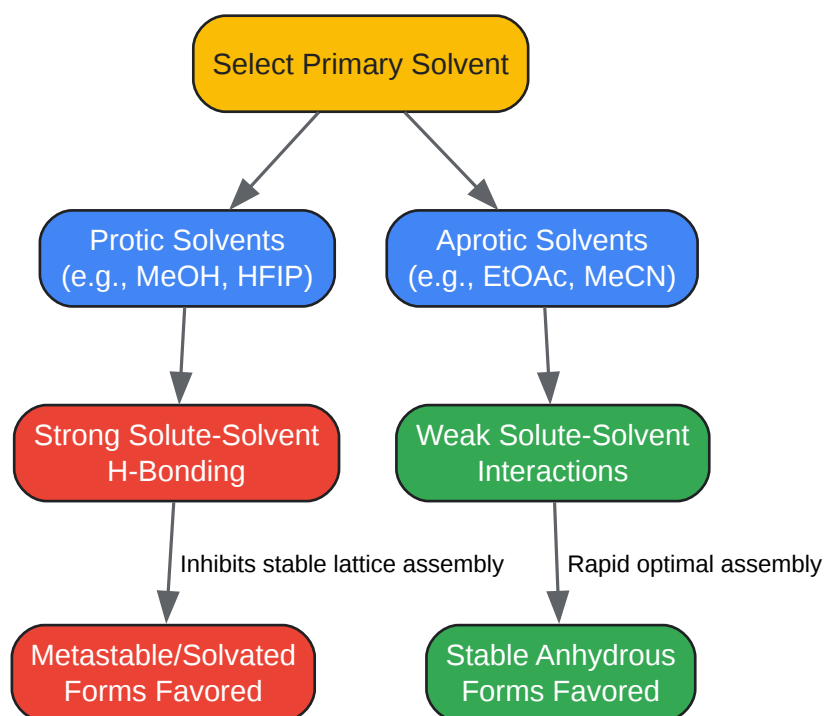 Select Primary Solvent
Protic Solvents
(e.g., MeOH, HFIP)
Aprotic Solvents
(e.g., EtOAc, MeCN)
Strong Solute-Solvent
H-Bonding
Weak Solute-Solvent
Interactions
Inhibits stable lattice assembly
Rapid optimal assembly
Metastable/Solvated
Forms Favored
Stable Anhydrous
Forms Favored